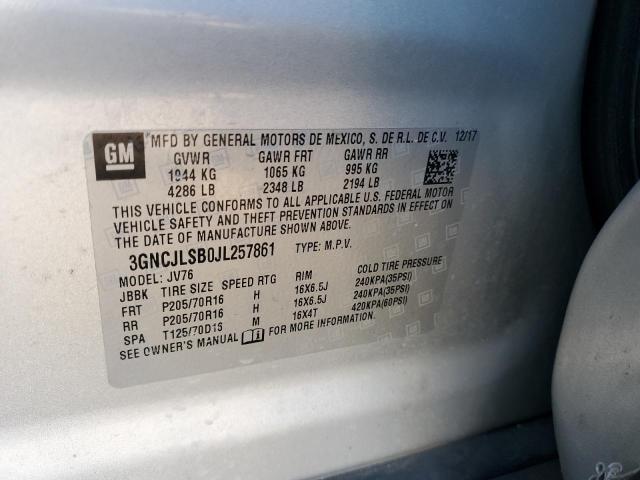 GM
MFD BY GENERAL MOTORS DE MEXICO, S. DE R.L. DE C.V. 12/17
GVWR GAWR FRT GAWR RR
1944 KG 1065 KG 995 KG
4286 LB 2348 LB 2194 LB
THIS VEHICLE CONFORMS TO ALL APPLICABLE U.S. FEDERAL MOTOR
VEHICLE SAFETY AND THEFT PREVENTION STANDARDS IN EFFECT ON
THE DATE OF MANUFACTURE SHOWN ABOVE.
3GNCJLSB0JL257861 TYPE: M.P.V.
MODEL: JV76
JBBK TIRE SIZE SPEED RTG RIM COLD TIRE PRESSURE
FRT P205/70R16 H 16X6.5J 240KPA(35PSI)
RR P205/70R16 H 16X6.5J 240KPA(35PSI)
SPA T125/70D16 M 16X4T 420KPA(60PSI)
SEE OWNER'S MANUAL FOR MORE INFORMATION.